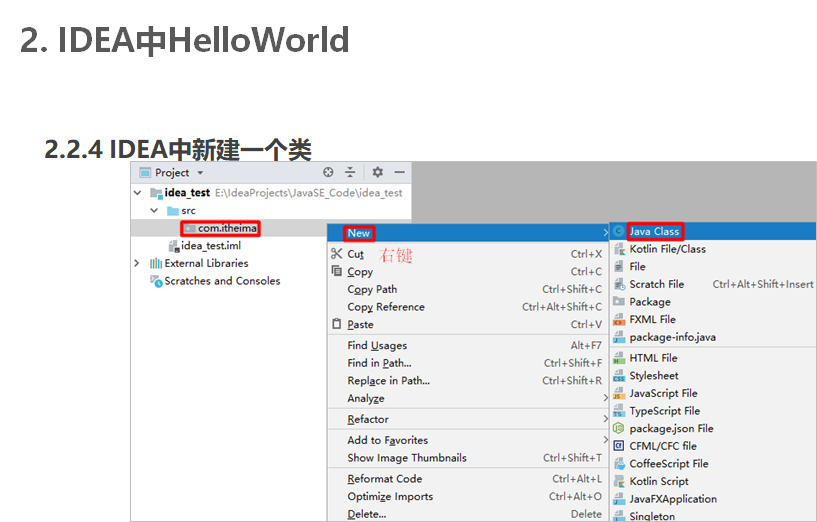 2. IDEA中HelloWorld
2.2.4 IDEA中新建一个类
Project
idea_test E:\IdeaProjects\JavaSE_Code\idea_test
src
com.itheima
idea_test.iml
External Libraries
Scratches and Consoles
New
Cut 右键 Ctrl+X
Copy Ctrl+C
Copy Path Ctrl+Shift+C
Copy Reference Ctrl+Alt+Shift+C
Paste Ctrl+V
Find Usages Alt+F7
Find in Path... Ctrl+Shift+F
Replace in Path... Ctrl+Shift+R
Analyze
Refactor
Add to Favorites
Show Image Thumbnails Ctrl+Shift+T
Reformat Code Ctrl+Alt+L
Optimize Imports Ctrl+Alt+O
Delete... Delete
Java Class
Kotlin File/Class
File
Scratch File Ctrl+Alt+Shift+Insert
Package
FXML File
package-info.java
HTML File
Stylesheet
JavaScript File
TypeScript File
package.json File
CFML/CFC file
CoffeeScript File
Kotlin Script
JavaFXApplication
Singleton